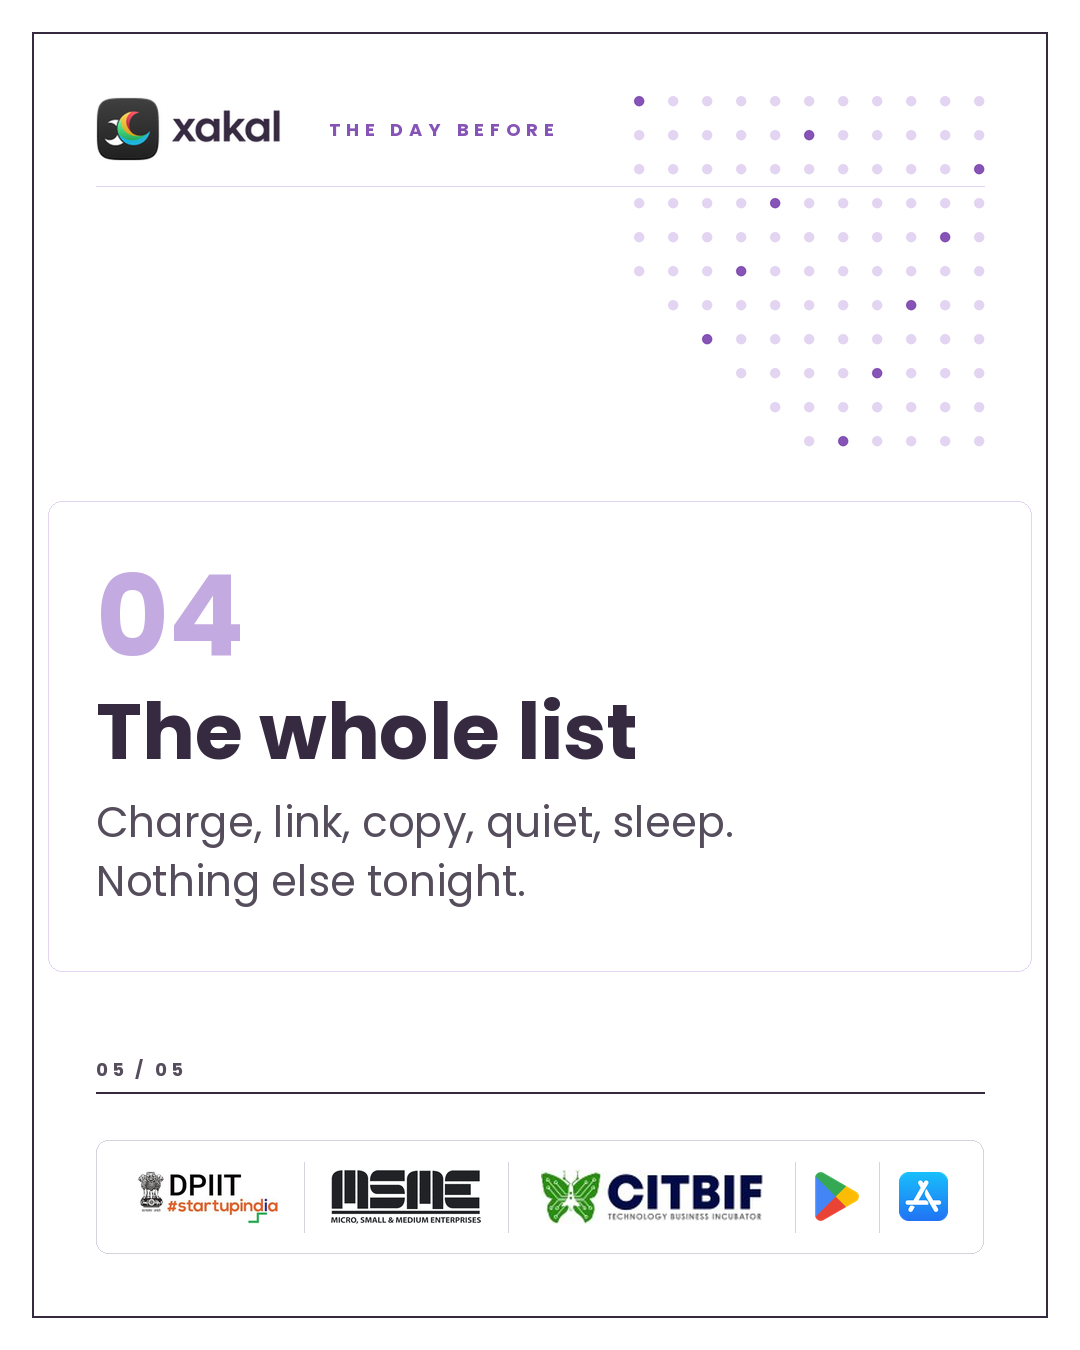 xakal
THE DAY BEFORE
04
The whole list
Charge, link, copy, quiet, sleep.
Nothing else tonight.
05 / 05
DPIIT
#startupindia
MSME
MICRO, SMALL & MEDIUM ENTERPRISES
CITBIF
TECHNOLOGY BUSINESS INCUBATOR